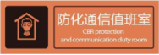 防化通信值班室
CBR protection
and communication duty room